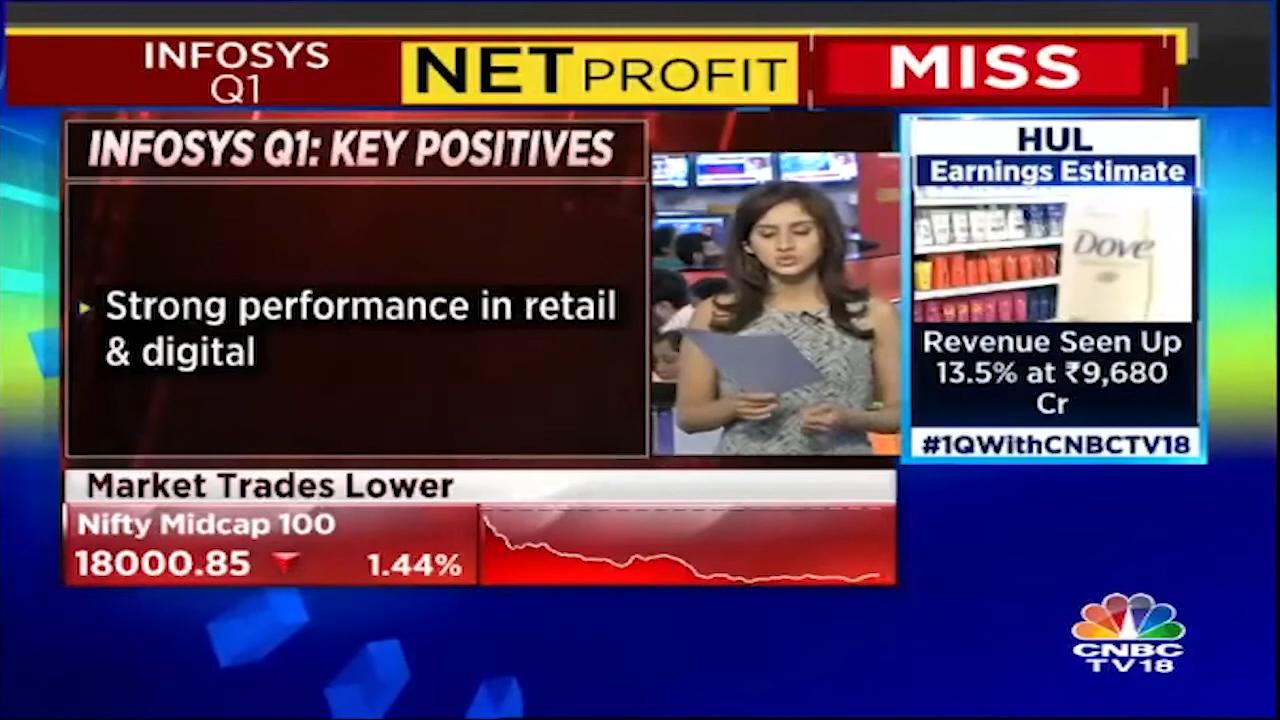 INFOSYS
Q1
NET PROFIT
MISS
INFOSYS Q1: KEY POSITIVES
Strong performance in retail
& digital
HUL
Earnings Estimate
Dove
Revenue Seen Up
13.5% at ₹9,680
Cr
#1QWithCNBCTV18
Market Trades Lower
Nifty Midcap 100
18000.85
1.44%
CNBC
TV18